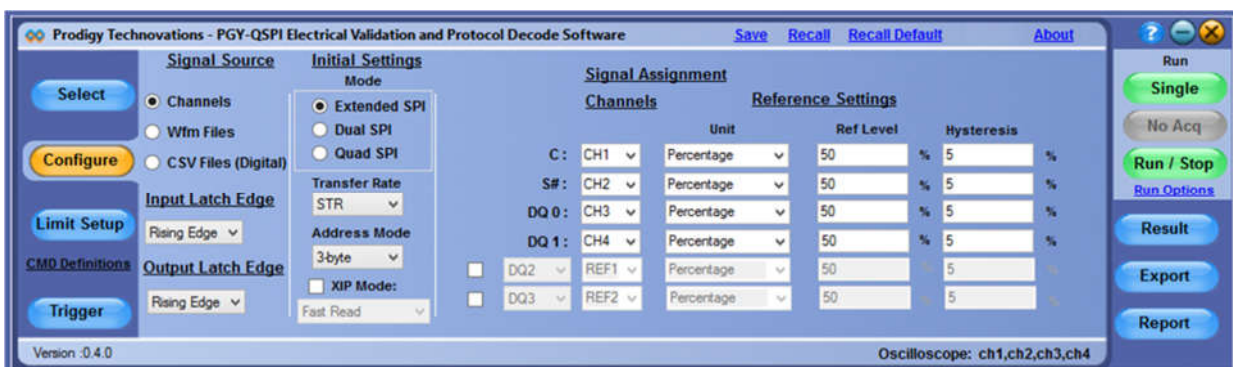 Prodigy Technovations - PGY-QSPI Electrical Validation and Protocol Decode Software Save Recall Recall Default About ?
Select
Configure
Limit Setup
CMD Definitions
Trigger
Signal Source
Channels
Wfm Files
CSV Files (Digital)
Input Latch Edge
Rising Edge
Output Latch Edge
Rising Edge
Initial Settings
Mode
Extended SPI
Dual SPI
Quad SPI
Transfer Rate
STR
Address Mode
3-byte
XIP Mode:
Fast Read
Signal Assignment
Channels Reference Settings
Unit Ref Level Hysteresis
C: CH1 Percentage 50 % 5 %
S#: CH2 Percentage 50 % 5 %
DQ 0: CH3 Percentage 50 % 5 %
DQ 1: CH4 Percentage 50 % 5 %
DQ2 REF1 Percentage 50 % 5 %
DQ3 REF2 Percentage 50 % 5 %
Run
Single
No Acq
Run / Stop
Run Options
Result
Export
Report
Version :0.4.0 Oscilloscope: ch1,ch2,ch3,ch4